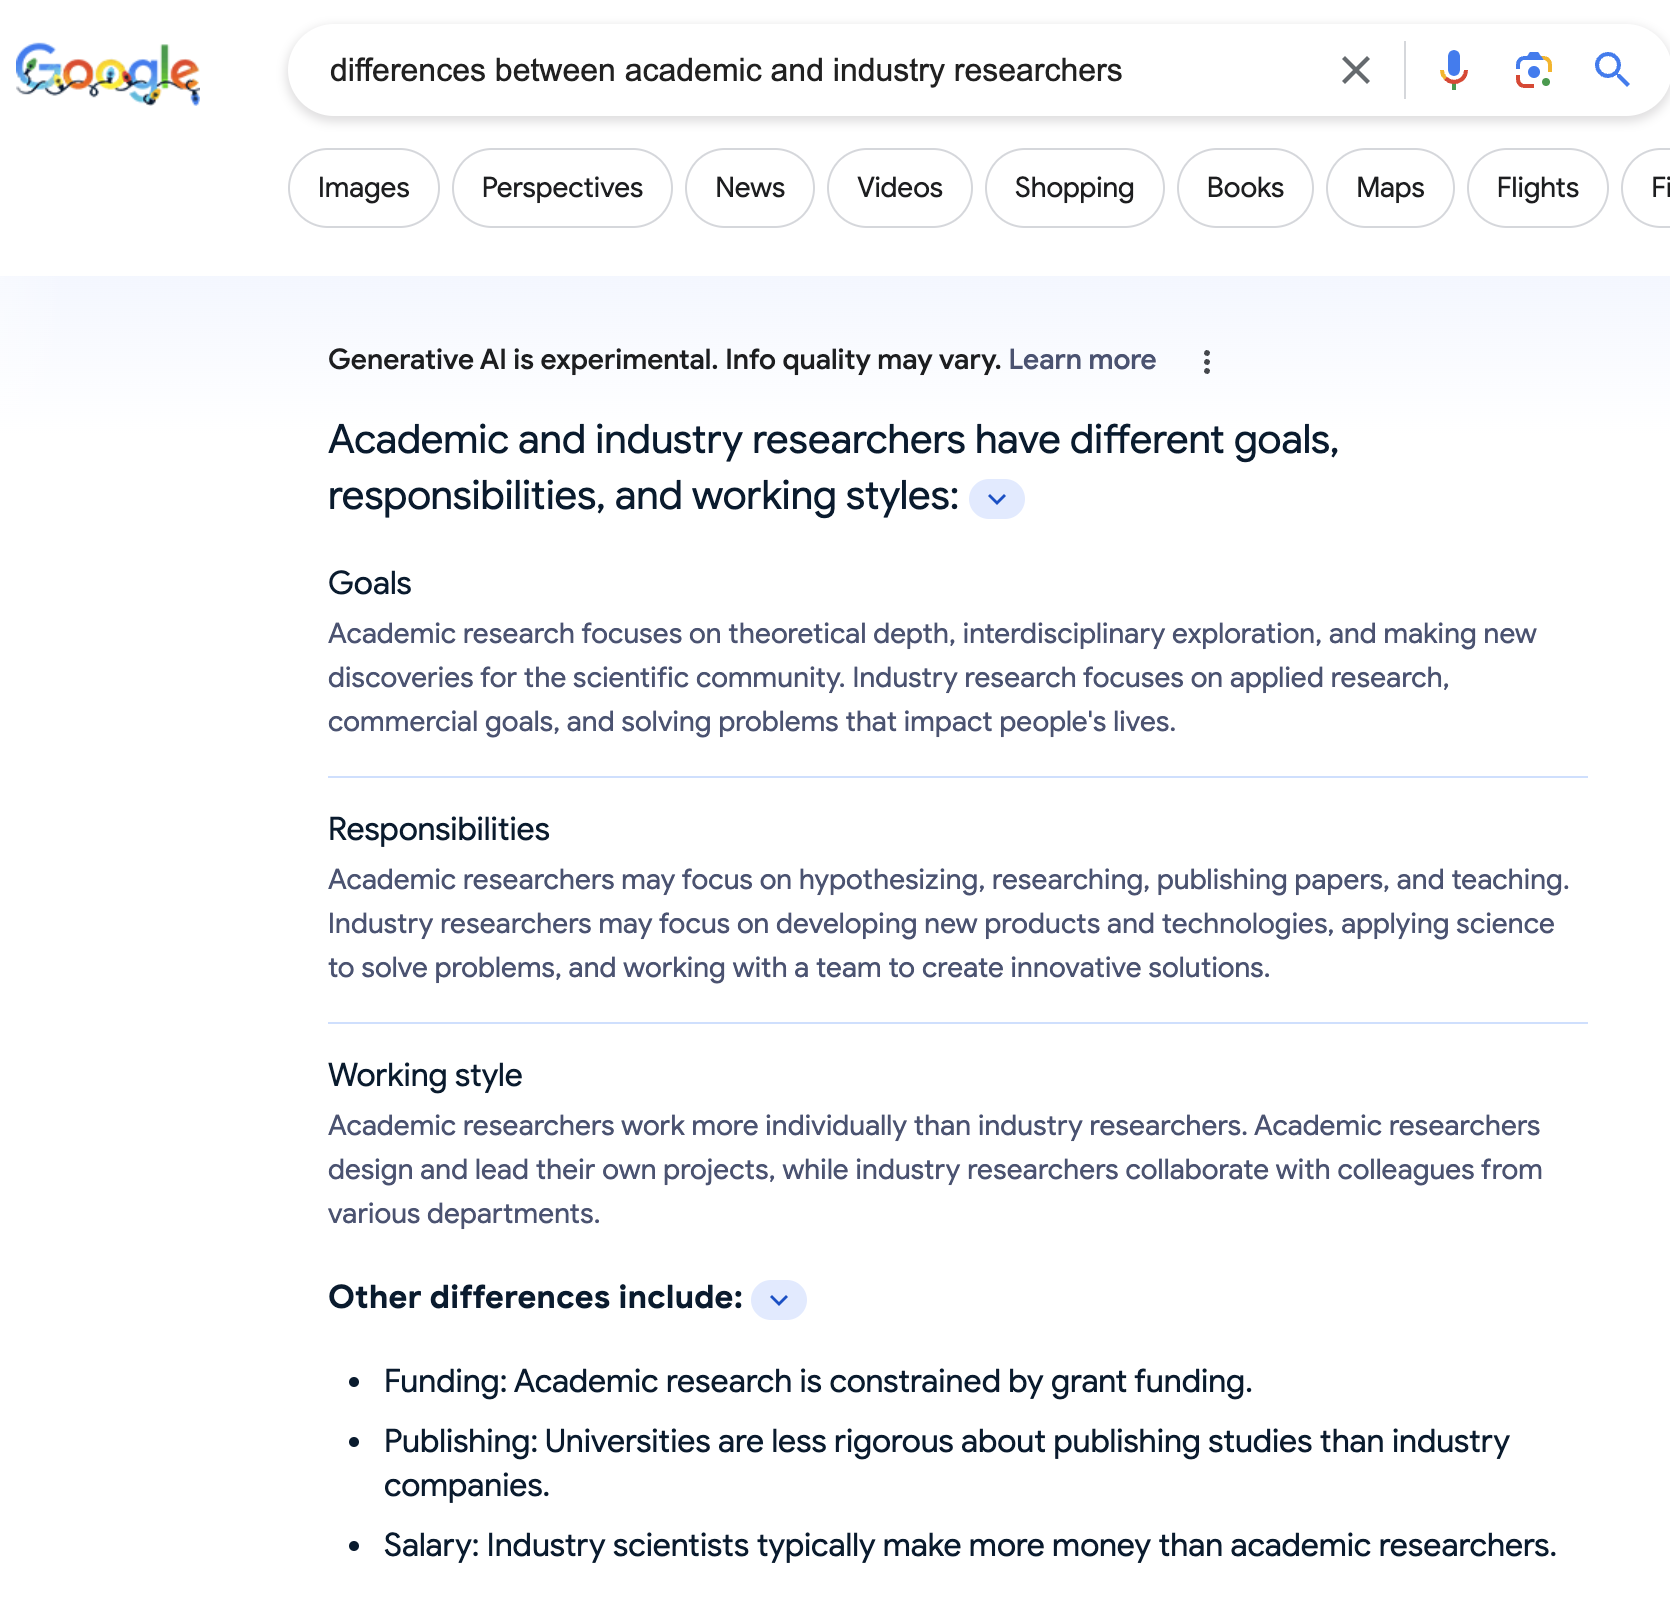 Google
differences between academic and industry researchers
Images Perspectives News Videos Shopping Books Maps Flights
Generative AI is experimental. Info quality may vary. Learn more
Academic and industry researchers have different goals,
responsibilities, and working styles:
Goals
Academic research focuses on theoretical depth, interdisciplinary exploration, and making new
discoveries for the scientific community. Industry research focuses on applied research,
commercial goals, and solving problems that impact people's lives.
Responsibilities
Academic researchers may focus on hypothesizing, researching, publishing papers, and teaching.
Industry researchers may focus on developing new products and technologies, applying science
to solve problems, and working with a team to create innovative solutions.
Working style
Academic researchers work more individually than industry researchers. Academic researchers
design and lead their own projects, while industry researchers collaborate with colleagues from
various departments.
Other differences include:
• Funding: Academic research is constrained by grant funding.
• Publishing: Universities are less rigorous about publishing studies than industry
companies.
• Salary: Industry scientists typically make more money than academic researchers.